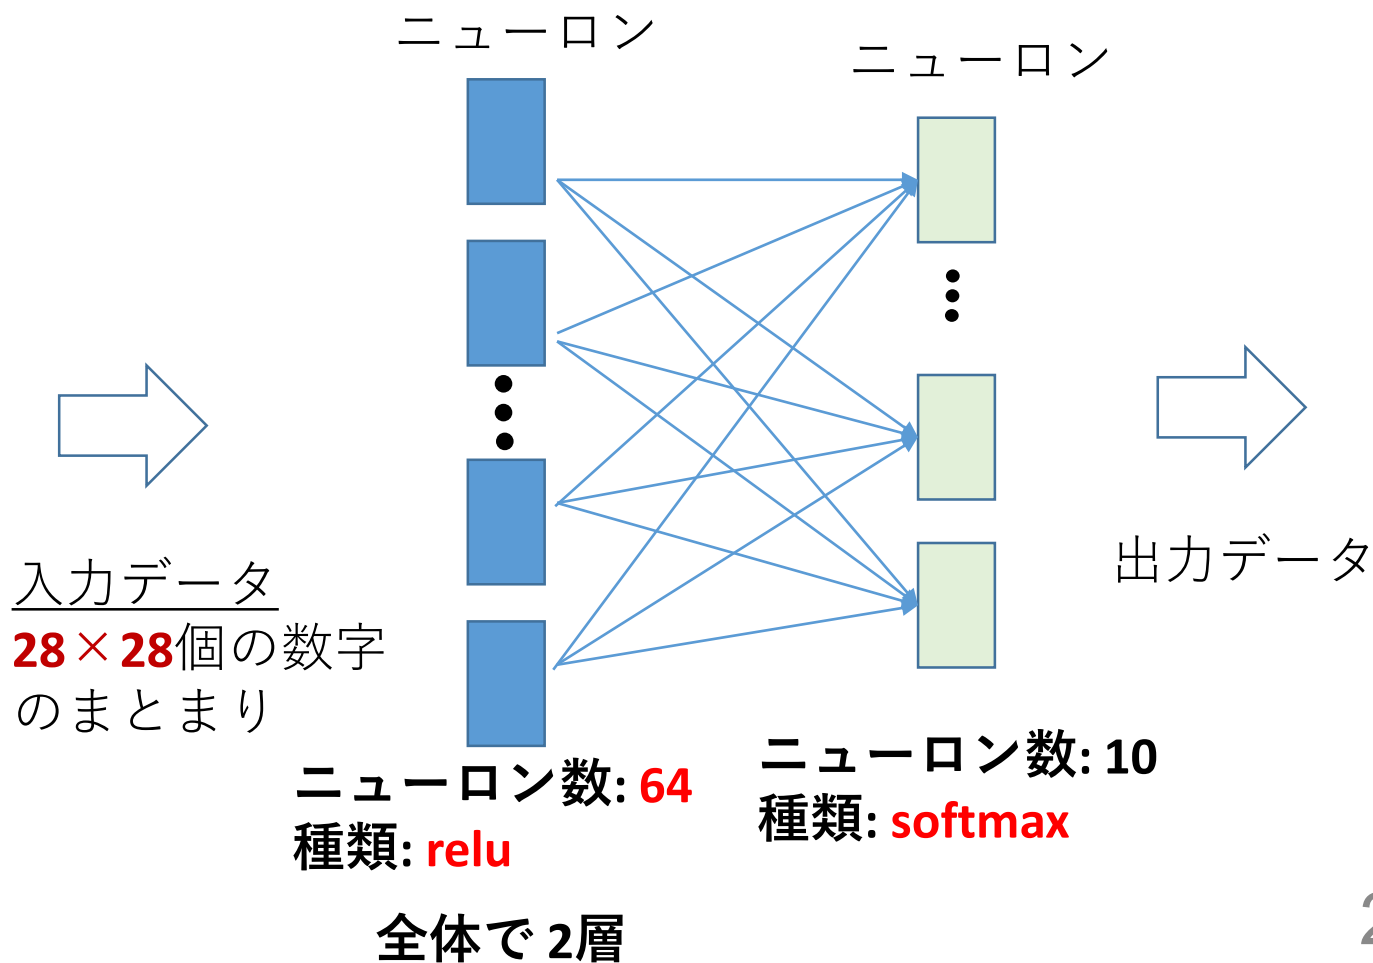 ニューロン
ニューロン
入力データ
28×28個の数字
のまとまり
出力データ
ニューロン数: 64
種類: relu
ニューロン数: 10
種類: softmax
全体で 2層